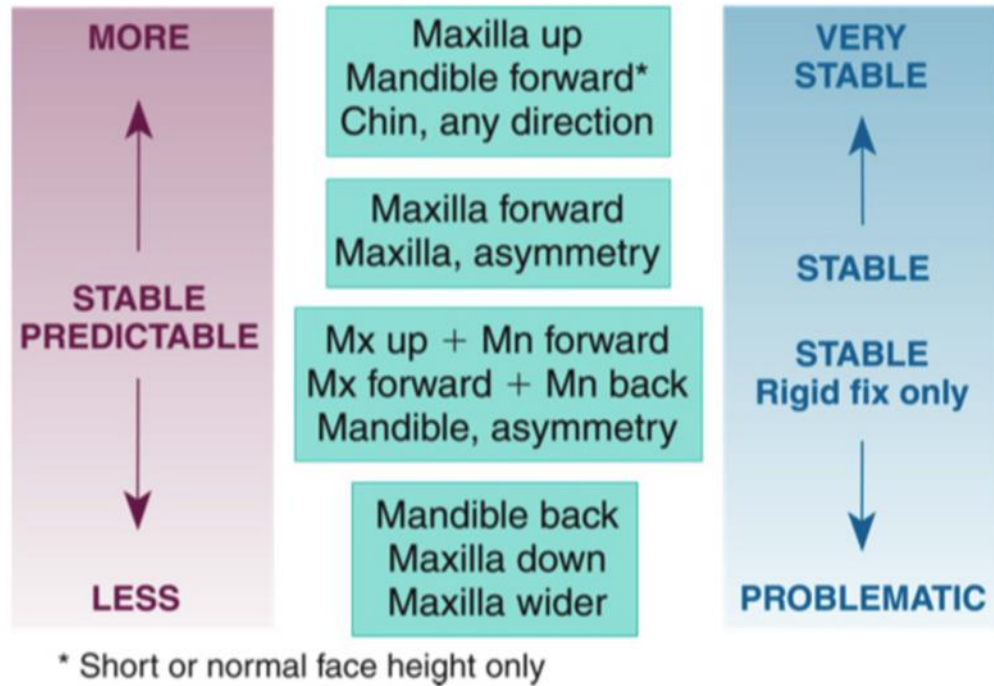 MORE
STABLE
PREDICTABLE
LESS
Maxilla up
Mandible forward*
Chin, any direction
Maxilla forward
Maxilla, asymmetry
Mx up + Mn forward
Mx forward + Mn back
Mandible, asymmetry
Mandible back
Maxilla down
Maxilla wider
VERY
STABLE
STABLE
STABLE
Rigid fix only
PROBLEMATIC
* Short or normal face height only